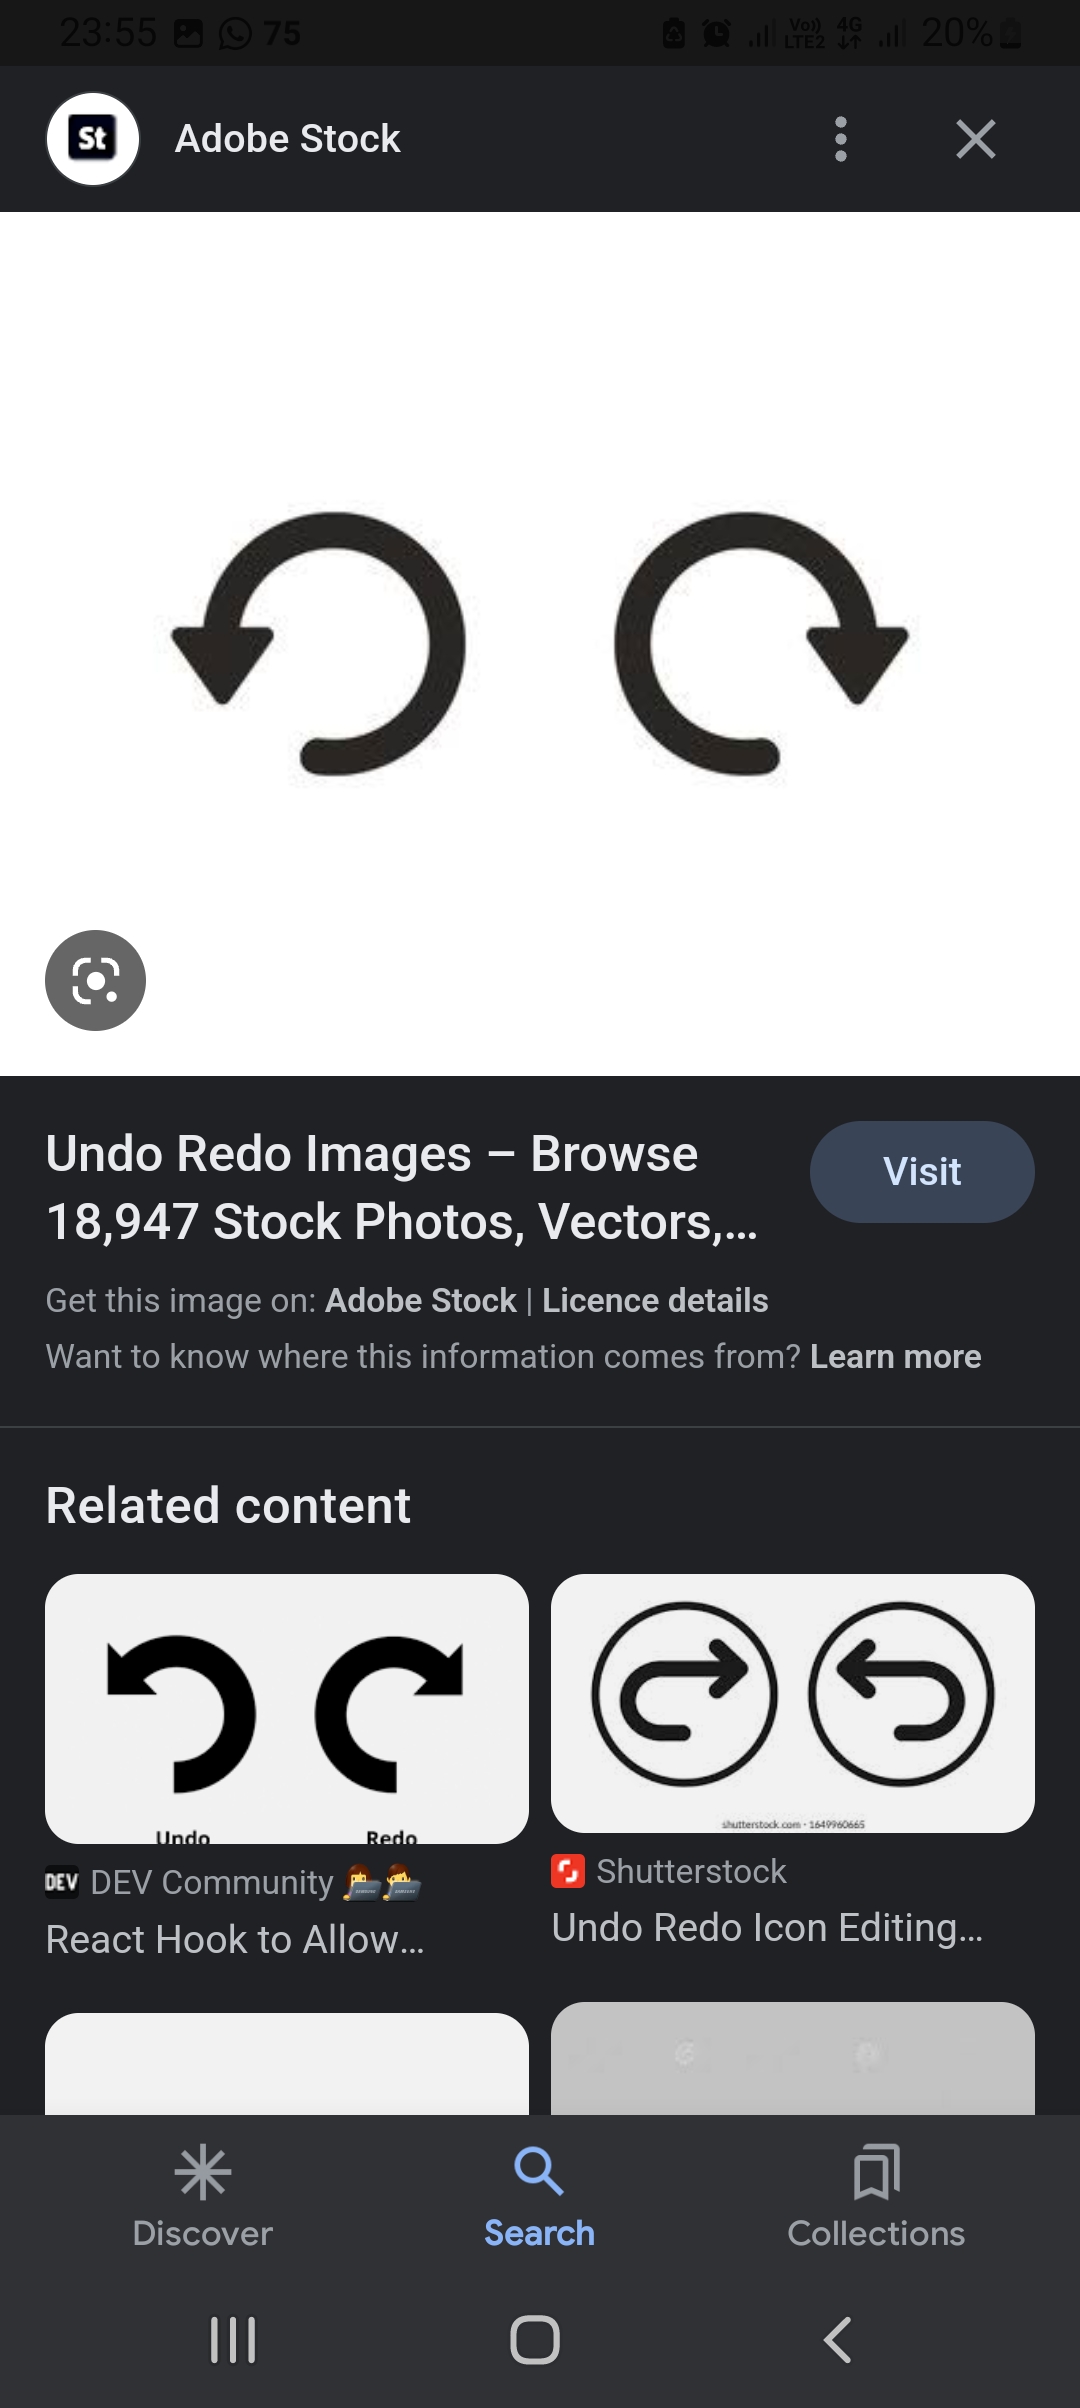 23:55 75 Vo)) LTE2 4G 20%
St Adobe Stock
Undo Redo Images – Browse
18,947 Stock Photos, Vectors,...
Visit
Get this image on: Adobe Stock | Licence details
Want to know where this information comes from? Learn more
Related content
Undo Redo
DEV DEV Community
React Hook to Allow...
shutterstock.com · 1649960665
Shutterstock
Undo Redo Icon Editing...
Discover Search Collections